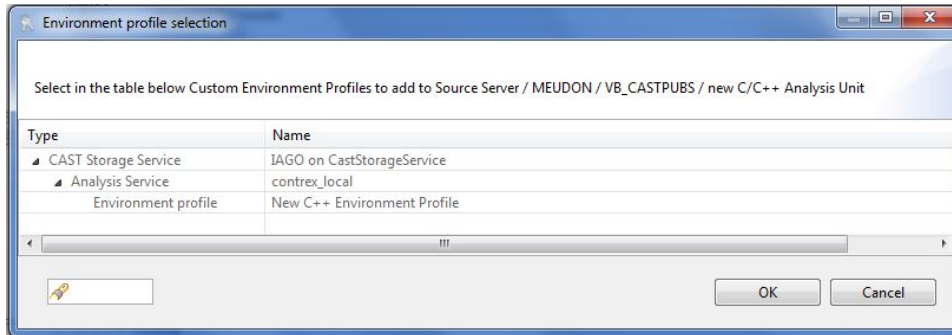 Environment profile selection
Select in the table below Custom Environment Profiles to add to Source Server / MEUDON / VB_CASTPUBS / new C/C++ Analysis Unit
Type Name
CAST Storage Service IAGO on CastStorageService
Analysis Service contrex_local
Environment profile New C++ Environment Profile
OK Cancel